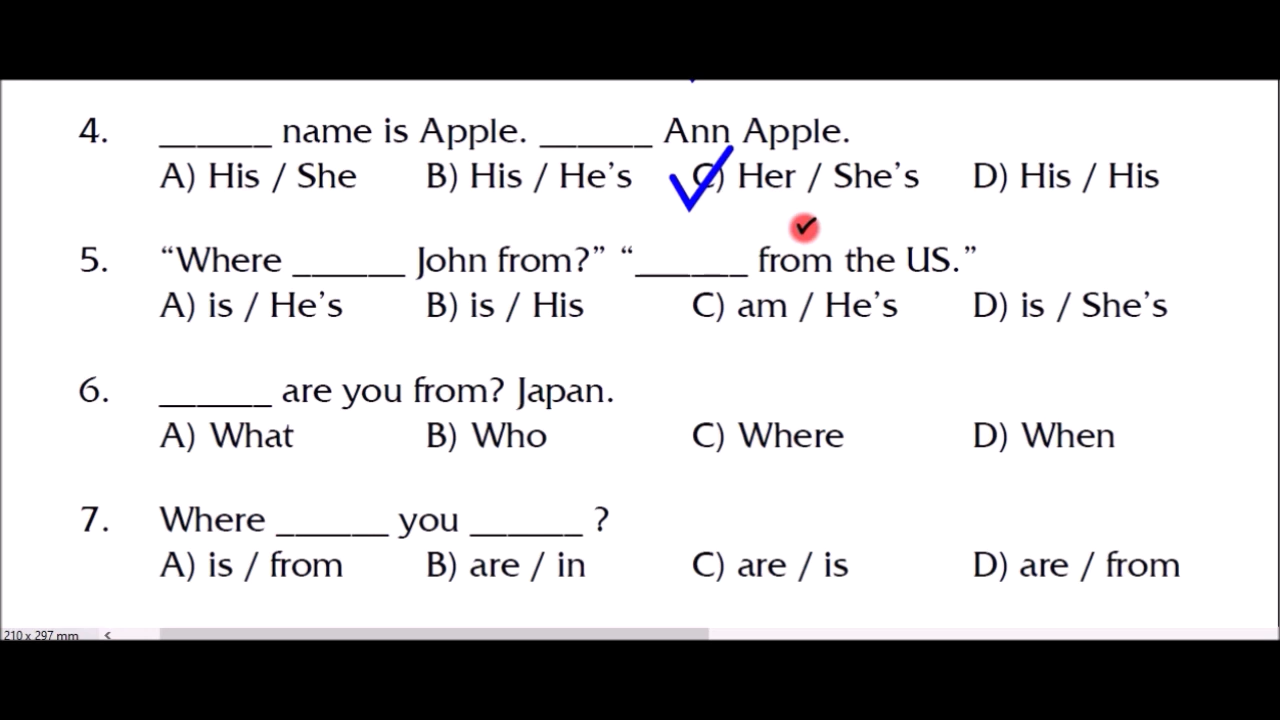 4. ______ name is Apple. ______ Ann Apple.
A) His / She B) His / He's C) Her / She's D) His / His
5. “Where ______ John from?” “______ from the US.”
A) is / He's B) is / His C) am / He's D) is / She's
6. ______ are you from? Japan.
A) What B) Who C) Where D) When
7. Where ______ you ______ ?
A) is / from B) are / in C) are / is D) are / from
210 x 297 mm